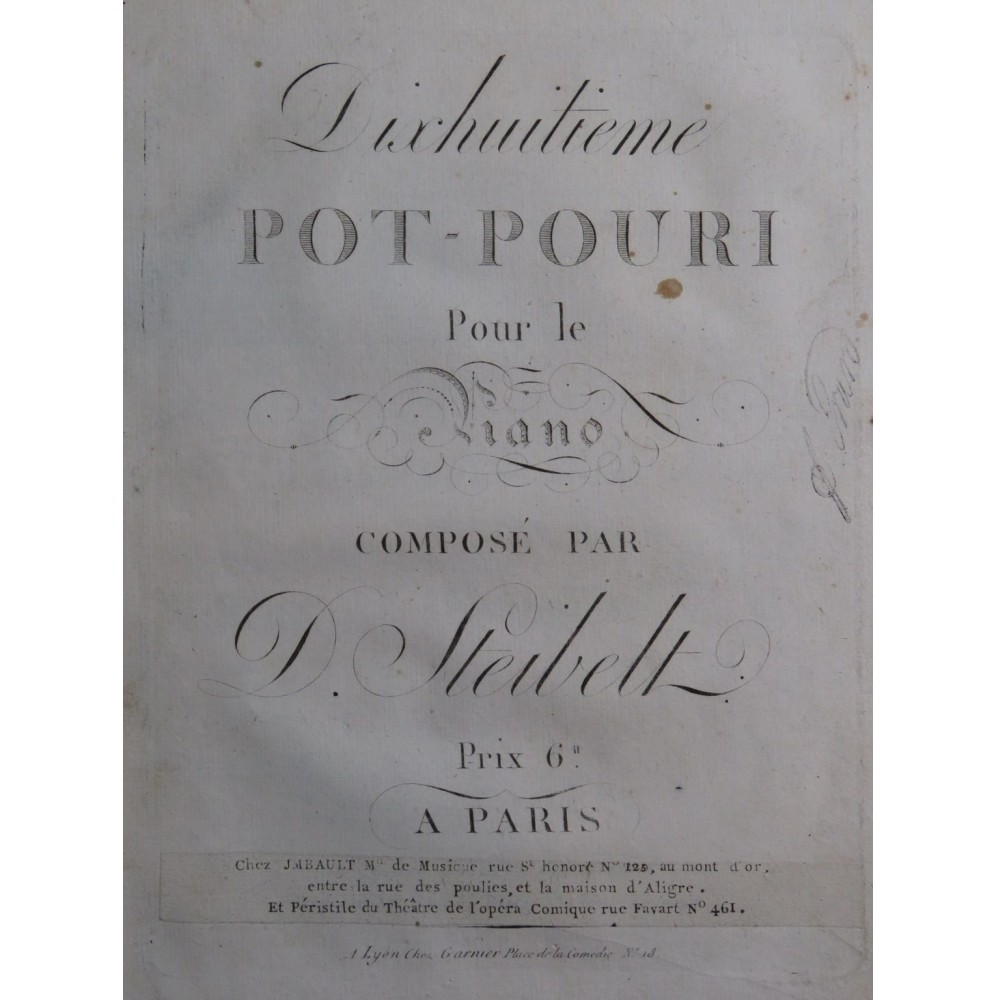 Dixhuitieme
POT-POURI
Pour le
Piano
COMPOSÉ PAR
D. Steibelt.
Prix 6.ᵗᵗ
A PARIS
Chez IMBAULT Mᵈ de Musique rue Sᵗ honoré Nº 125, au mont d'or,
entre la rue des poulies, et la maison d'Aligre.
Et Péristile du Théâtre de l'opéra Comique rue Favart Nº 461.
A Lyon Chez Garnier Place de la Comedie Nº 18